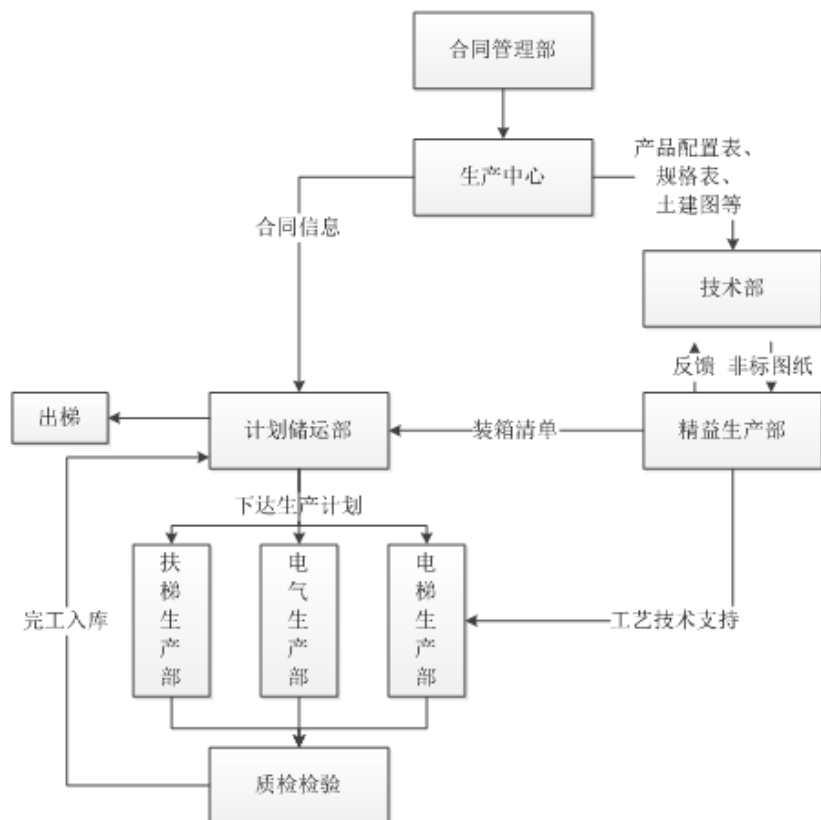 合同管理部
生产中心
产品配置表、
规格表、
土建图等
合同信息
技术部
反馈
非标图纸
出梯
计划储运部
装箱清单
精益生产部
下达生产计划
扶梯生产部
电气生产部
电梯生产部
完工入库
工艺技术支持
质检检验